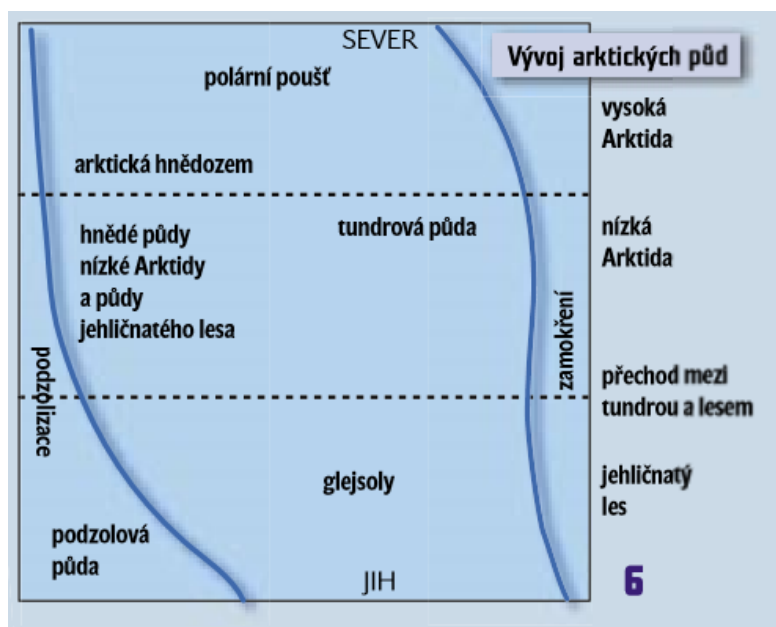 SEVER
Vývoj arktických půd
polární poušť
vysoká
Arktida
arktická hnědozem
hnědé půdy
nízké Arktidy
a půdy
jehličnatého lesa
tundrová půda
nízká
Arktida
podzolizace
zamokření
přechod mezi
tundrou a lesem
glejsoly
jehličnatý
les
podzolová
půda
JIH
6